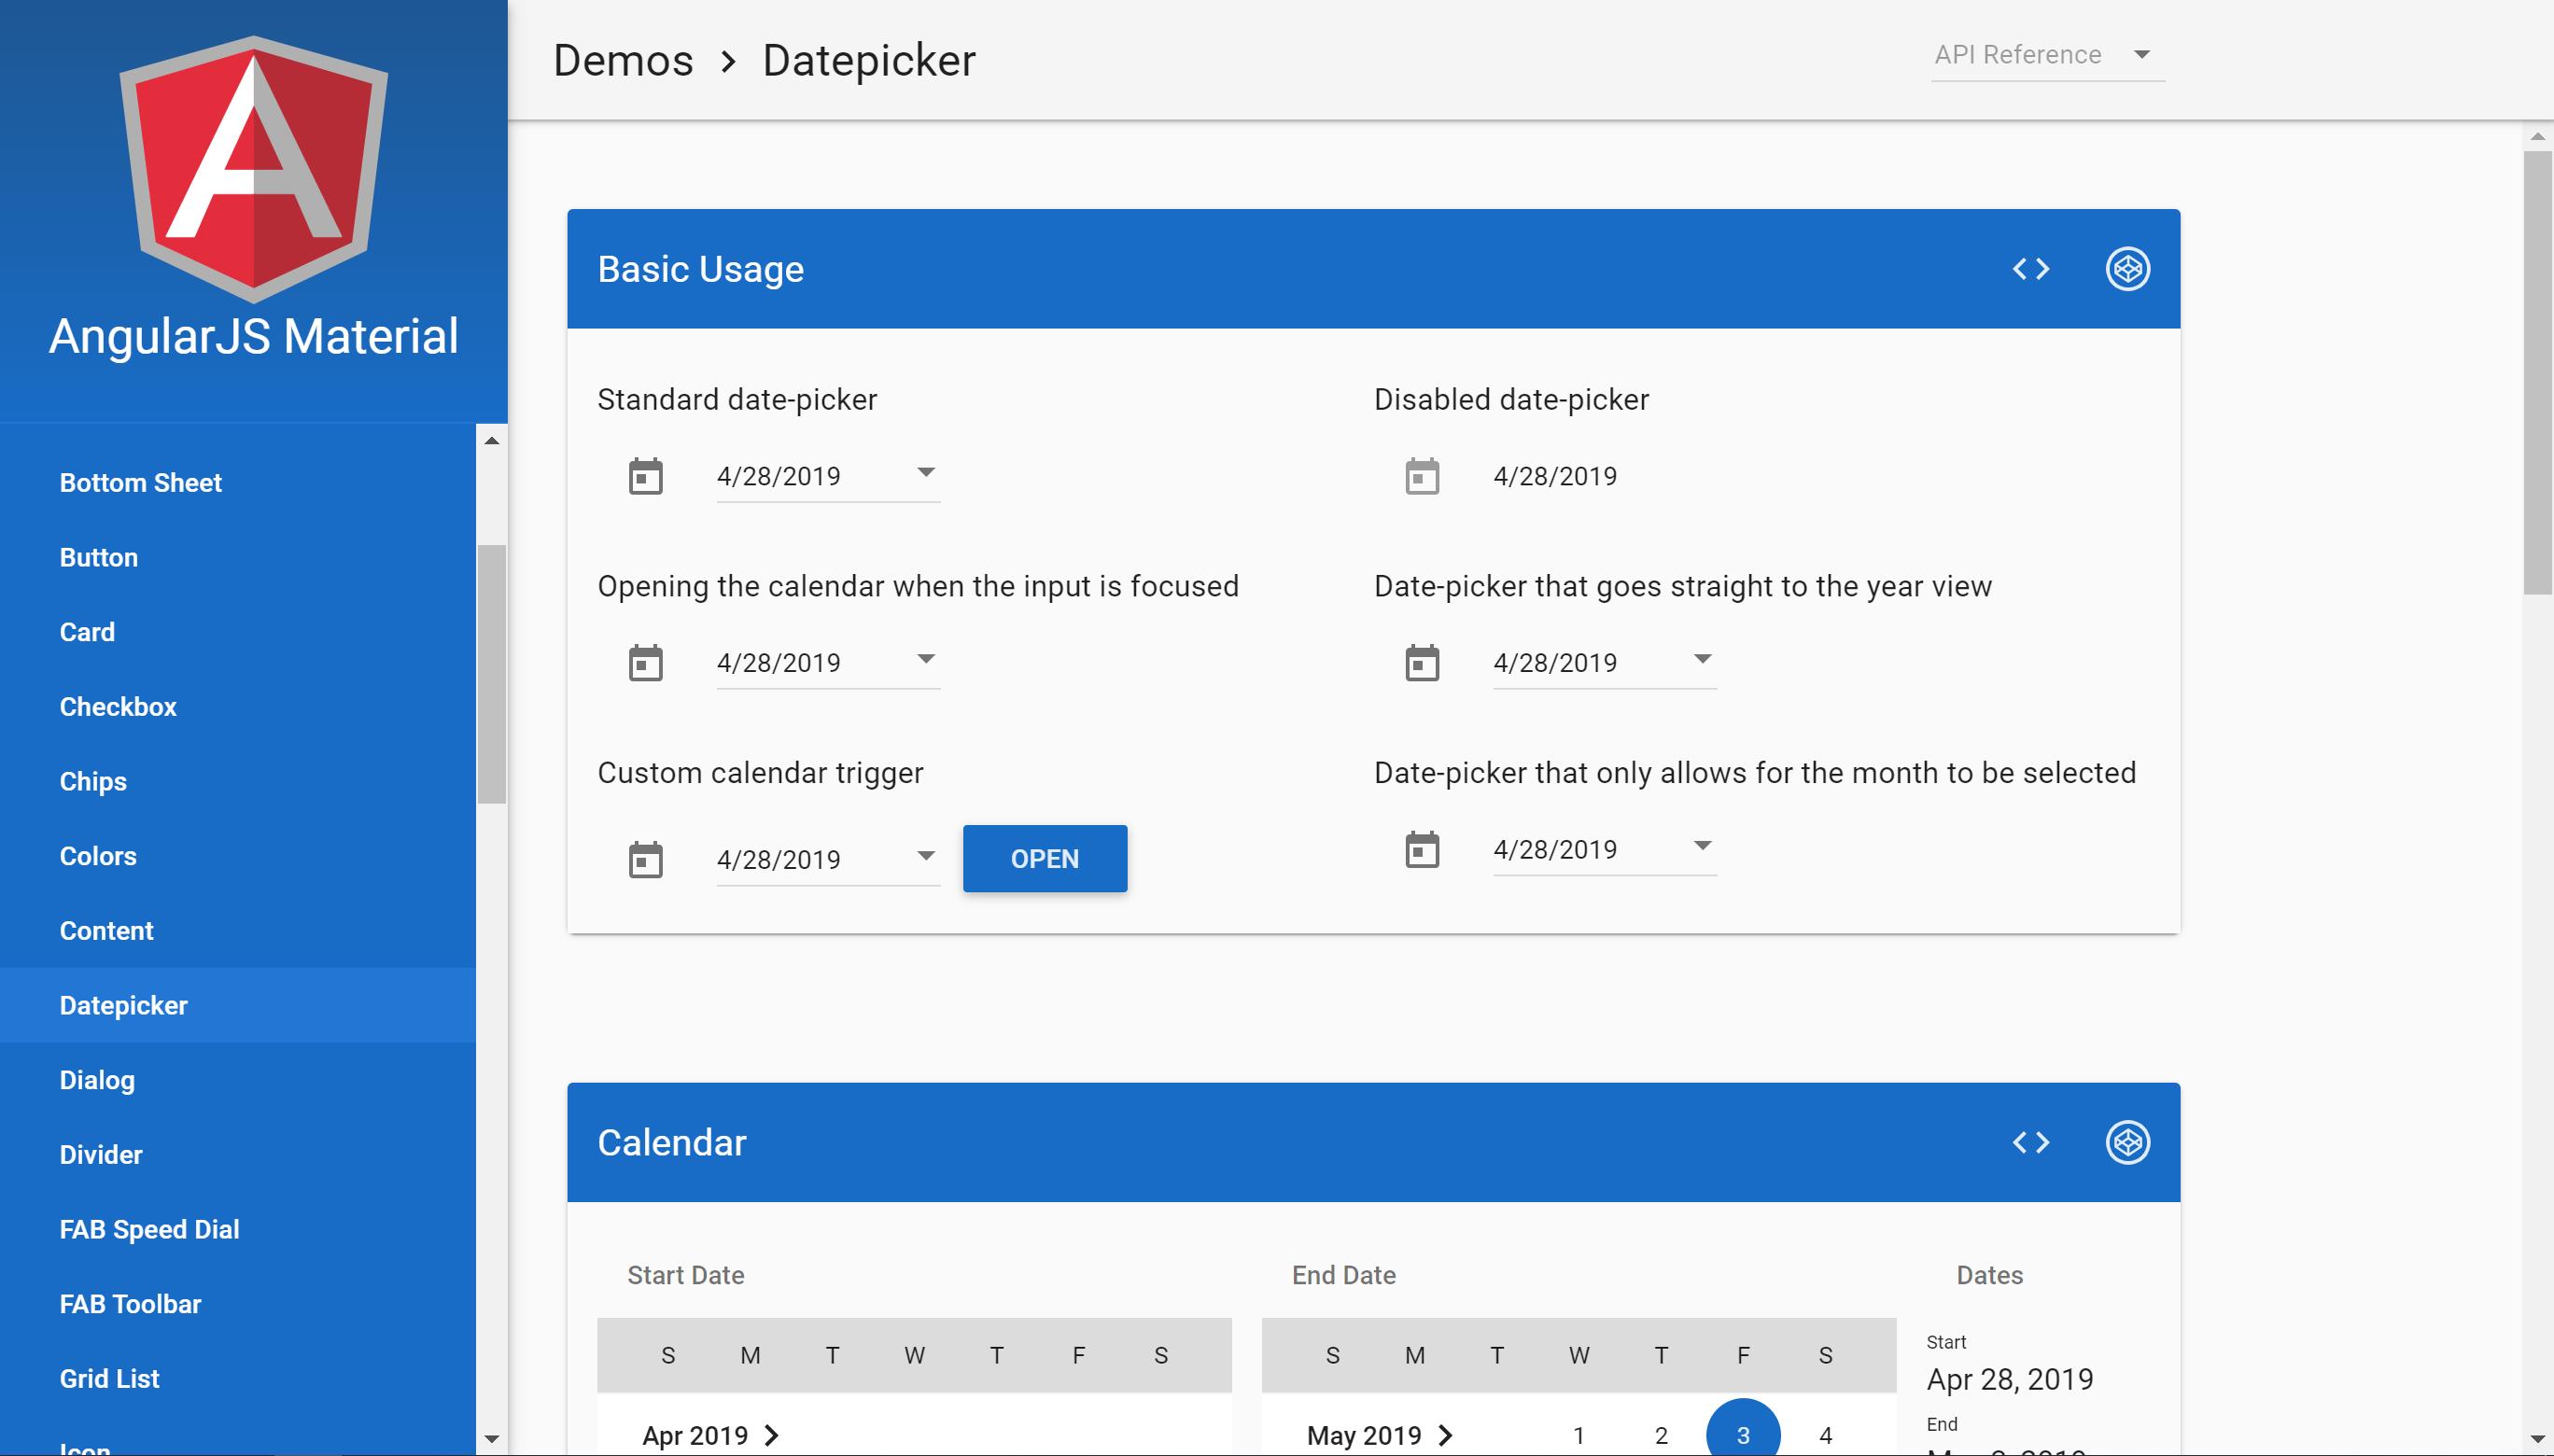 AngularJS Material
Bottom Sheet
Button
Card
Checkbox
Chips
Colors
Content
Datepicker
Dialog
Divider
FAB Speed Dial
FAB Toolbar
Grid List
Icon
Demos > Datepicker
API Reference
Basic Usage
Standard date-picker
4/28/2019
Disabled date-picker
4/28/2019
Opening the calendar when the input is focused
4/28/2019
Date-picker that goes straight to the year view
4/28/2019
Custom calendar trigger
4/28/2019 OPEN
Date-picker that only allows for the month to be selected
4/28/2019
Calendar
Start Date
S M T W T F S
Apr 2019
End Date
S M T W T F S
May 2019 1 2 3 4
Dates
Start
Apr 28, 2019
End